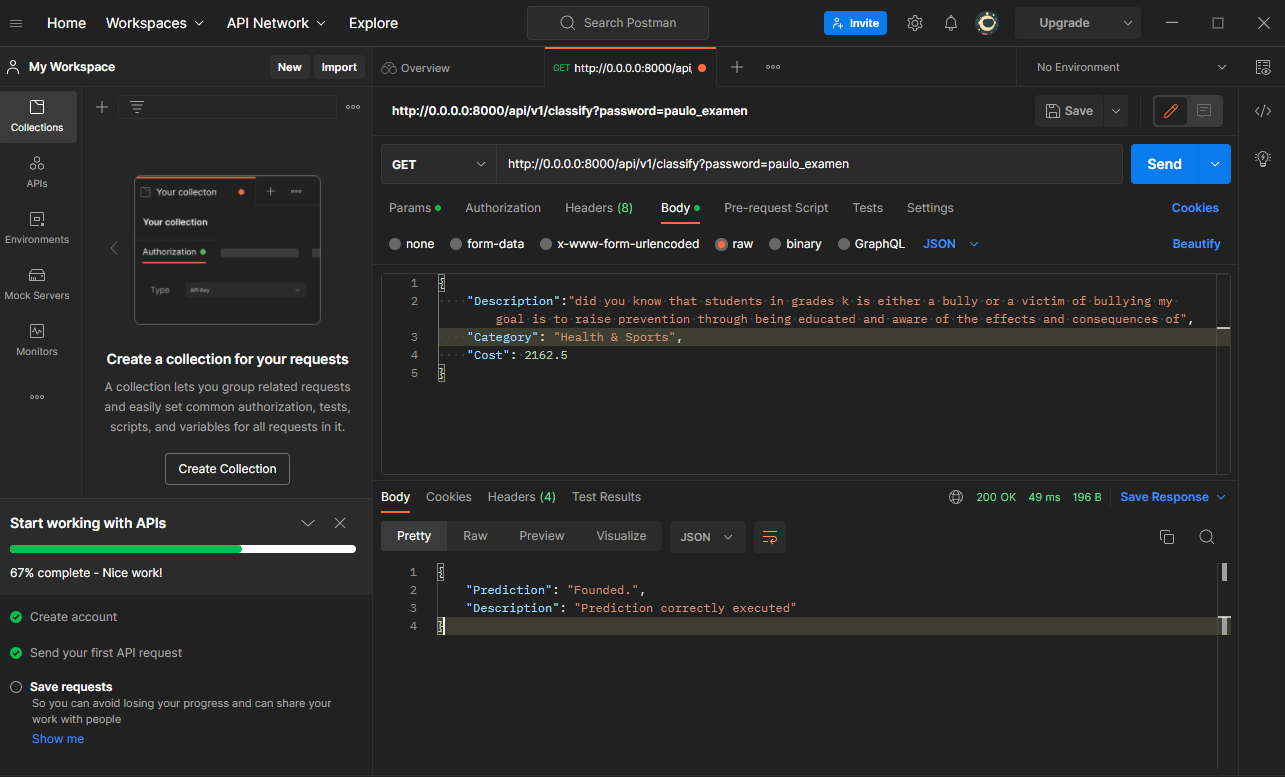 Home Workspaces API Network Explore Search Postman Invite Upgrade
My Workspace New Import Overview GET http://0.0.0.0:8000/api, No Environment
Collections
APIs
Environments
Mock Servers
Monitors
Your collecton
Your collection
Authorization
Type API Key
Create a collection for your requests
A collection lets you group related requests
and easily set common authorization, tests,
scripts, and variables for all requests in it.
Create Collection
Start working with APIs
67% complete - Nice work!
Create account
Send your first API request
Save requests
So you can avoid losing your progress and can share your
work with people
Show me
http://0.0.0.0:8000/api/v1/classify?password=paulo_examen Save
GET http://0.0.0.0:8000/api/v1/classify?password=paulo_examen Send
Params Authorization Headers (8) Body Pre-request Script Tests Settings Cookies
none form-data x-www-form-urlencoded raw binary GraphQL JSON Beautify
1 {
2 "Description":"did you know that students in grades k is either a bully or a victim of bullying my
goal is to raise prevention through being educated and aware of the effects and consequences of",
3 "Category": "Health & Sports",
4 "Cost": 2162.5
5 }
Body Cookies Headers (4) Test Results 200 OK 49 ms 196 B Save Response
Pretty Raw Preview Visualize JSON
1 {
2 "Prediction": "Founded.",
3 "Description": "Prediction correctly executed"
4 }